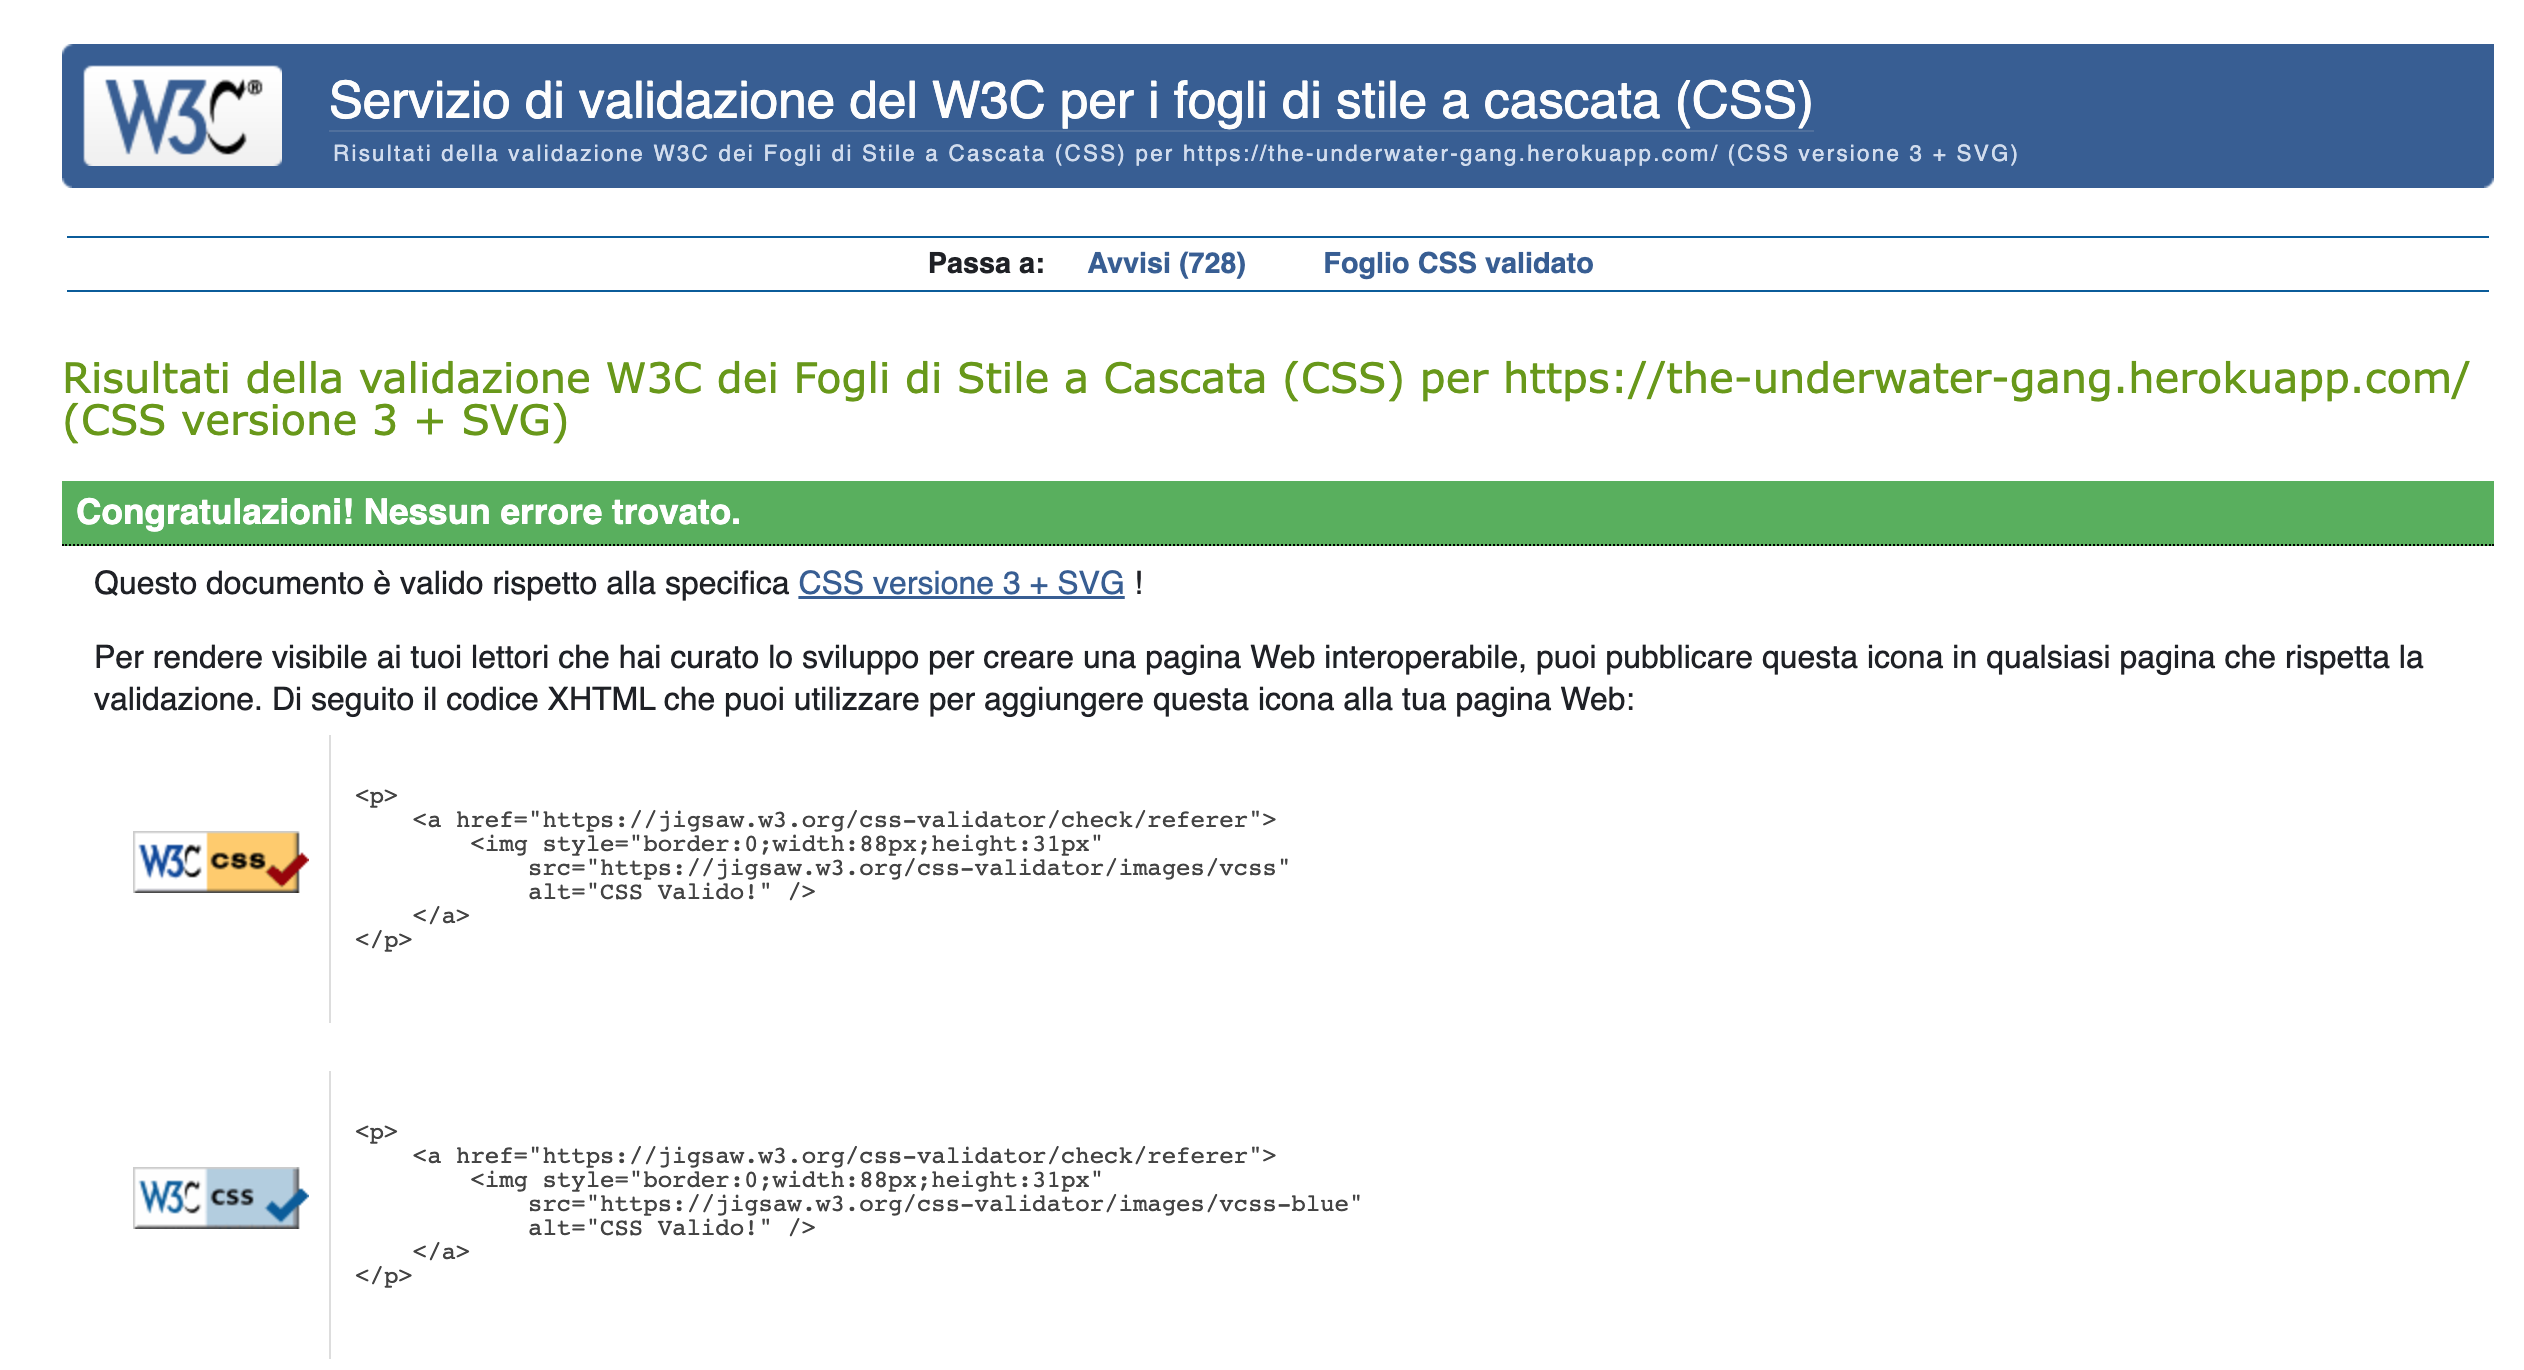 W3C®
Servizio di validazione del W3C per i fogli di stile a cascata (CSS)
Risultati della validazione W3C dei Fogli di Stile a Cascata (CSS) per https://the-underwater-gang.herokuapp.com/ (CSS versione 3 + SVG)
Passa a: Avvisi (728) Foglio CSS validato
Risultati della validazione W3C dei Fogli di Stile a Cascata (CSS) per https://the-underwater-gang.herokuapp.com/
(CSS versione 3 + SVG)
Congratulazioni! Nessun errore trovato.
Questo documento è valido rispetto alla specifica CSS versione 3 + SVG !
Per rendere visibile ai tuoi lettori che hai curato lo sviluppo per creare una pagina Web interoperabile, puoi pubblicare questa icona in qualsiasi pagina che rispetta la
validazione. Di seguito il codice XHTML che puoi utilizzare per aggiungere questa icona alla tua pagina Web:
W3C css
<p>
<a href="https://jigsaw.w3.org/css-validator/check/referer">
<img style="border:0;width:88px;height:31px"
src="https://jigsaw.w3.org/css-validator/images/vcss"
alt="CSS Valido!" />
</a>
</p>
W3C css
<p>
<a href="https://jigsaw.w3.org/css-validator/check/referer">
<img style="border:0;width:88px;height:31px"
src="https://jigsaw.w3.org/css-validator/images/vcss-blue"
alt="CSS Valido!" />
</a>
</p>